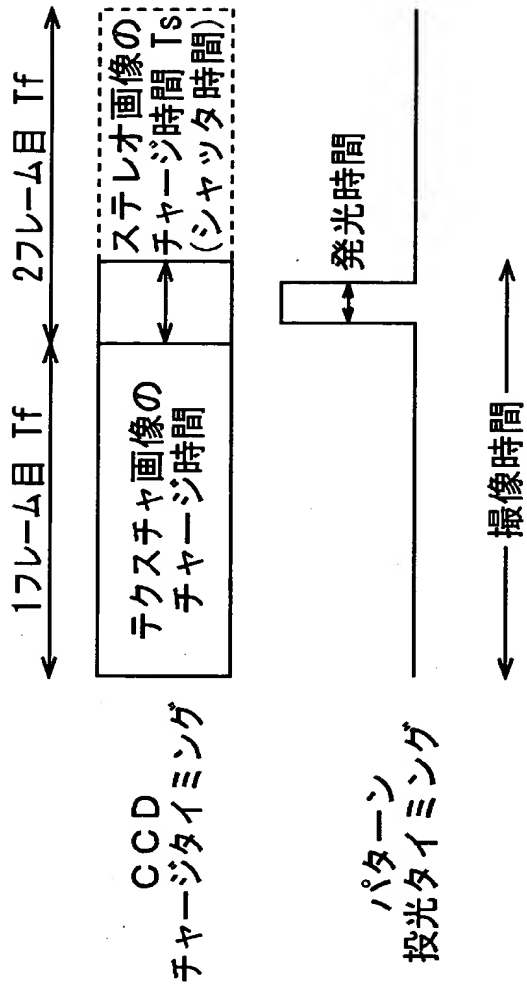 1フレーム目 Tf
2フレーム目 Tf
CCD
チャージタイミング
テクスチャ画像の
チャージ時間
ステレオ画像の
チャージ時間 Ts
(シャッタ時間)
パターン
投光タイミング
発光時間
撮像時間